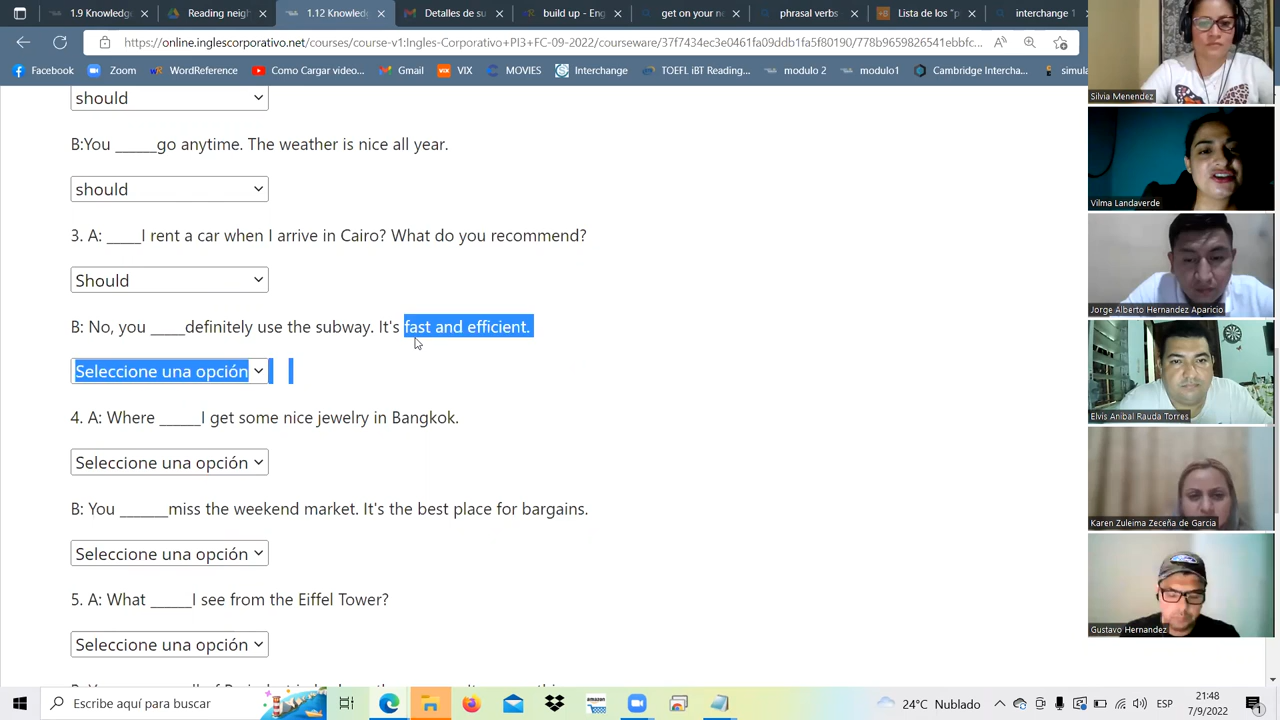 1.9 Knowledge
Reading neigh
1.12 Knowledge
Detalles de su
build up - Eng
get on your ne
phrasal verbs
Lista de los "p
interchange 1
https://online.inglescorporativo.net/courses/course-v1:Ingles-Corporativo+PI3+FC-09-2022/courseware/37f7434ec3e0461fa09ddb1fa5f80190/778b9659826541ebbfc...
Facebook
Zoom
WordReference
Como Cargar video...
Gmail
VIX
MOVIES
Interchange
TOEFL iBT Reading...
modulo 2
modulo1
Cambridge Intercha...
simula
should
B:You _____go anytime. The weather is nice all year.
should
3. A: ____I rent a car when I arrive in Cairo? What do you recommend?
Should
B: No, you ____definitely use the subway. It's fast and efficient.
Seleccione una opción
4. A: Where _____I get some nice jewelry in Bangkok.
Seleccione una opción
B: You ______miss the weekend market. It's the best place for bargains.
Seleccione una opción
5. A: What _____I see from the Eiffel Tower?
Seleccione una opción
Silvia Menendez
Vilma Landaverde
Jorge Alberto Hernandez Aparicio
Elvis Anibal Rauda Torres
Karen Zuleima Zeceña de Garcia
Gustavo Hernandez
Escribe aquí para buscar
24°C Nublado
ESP
21:48
7/9/2022